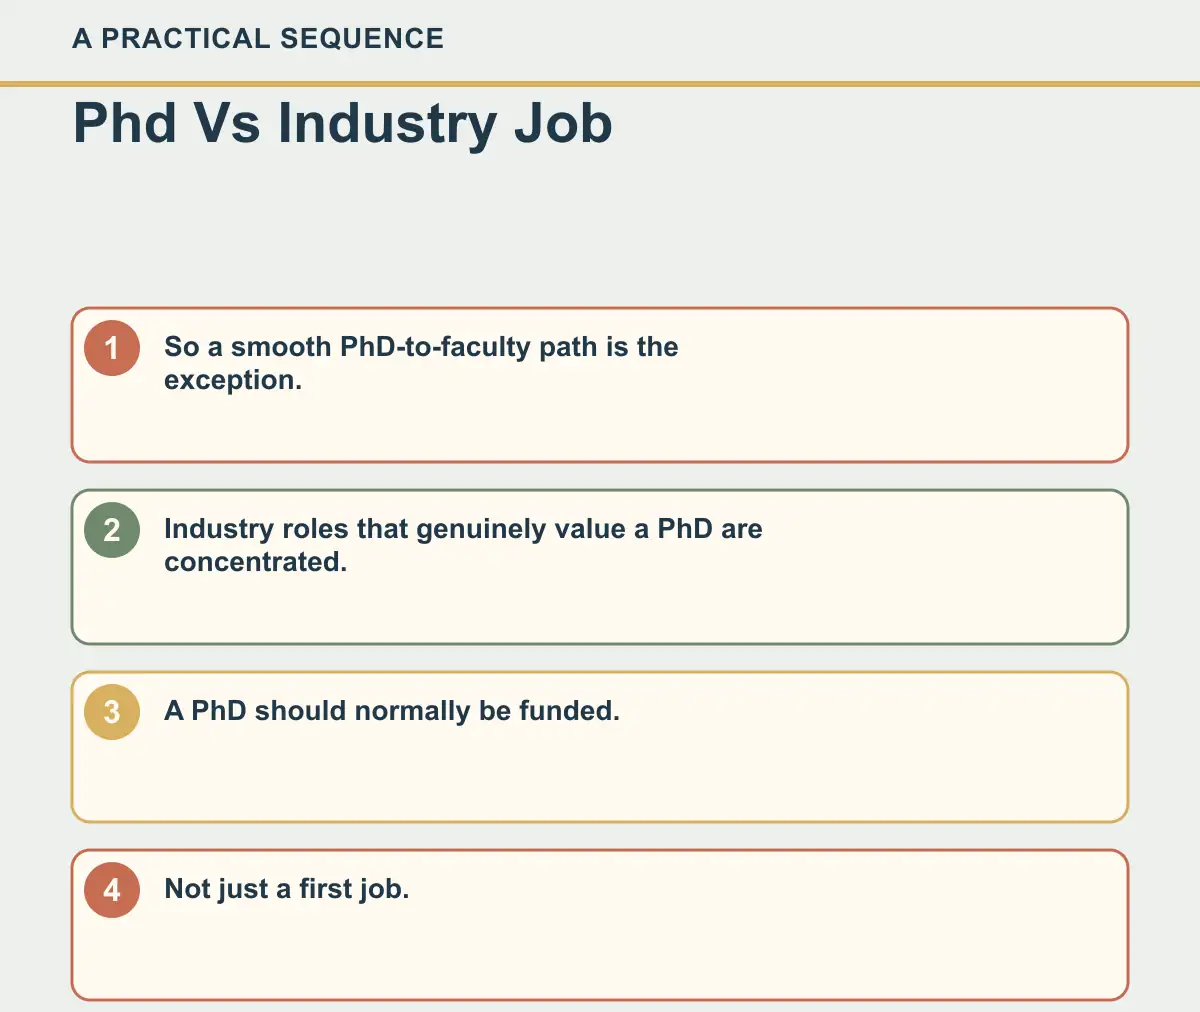 A PRACTICAL SEQUENCE
Phd Vs Industry Job
1
So a smooth PhD-to-faculty path is the
exception.
2
Industry roles that genuinely value a PhD are
concentrated.
3
A PhD should normally be funded.
4
Not just a first job.